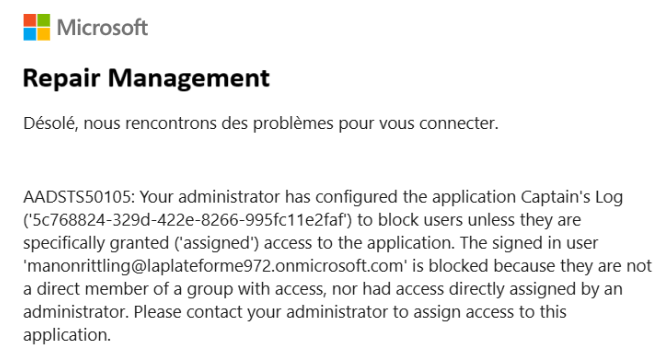 Microsoft
Repair Management
Désolé, nous rencontrons des problèmes pour vous connecter.
AADSTS50105: Your administrator has configured the application Captain's Log
('5c768824-329d-422e-8266-995fc11e2faf') to block users unless they are
specifically granted ('assigned') access to the application. The signed in user
'manonrittling@laplateforme972.onmicrosoft.com' is blocked because they are not
a direct member of a group with access, nor had access directly assigned by an
administrator. Please contact your administrator to assign access to this
application.